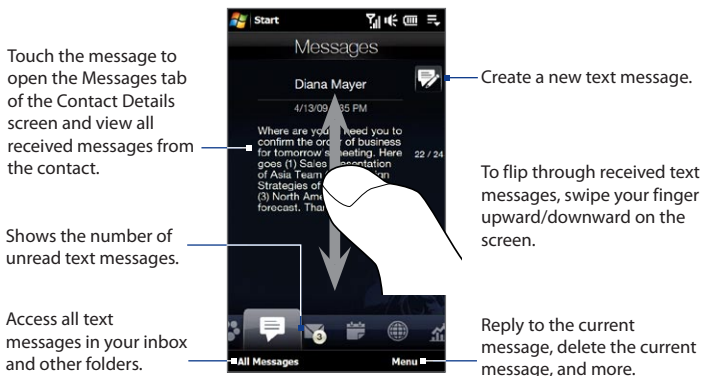 Touch the message to
open the Messages tab
of the Contact Details
screen and view all
received messages from
the contact.
Shows the number of
unread text messages.
Access all text
messages in your inbox
and other folders.
Start
Messages
Diana Mayer
4/13/09 :35 PM
Where are you need you to
confirm the order of business
for tomorrow's meeting. Here
goes (1) Sales
of Asia Team
Strategies of
(3) North
forecast.
22 / 24
3
All Messages
Menu
Create a new text message.
To flip through received text
messages, swipe your finger
upward/downward on the
screen.
Reply to the current
message, delete the current
message, and more.